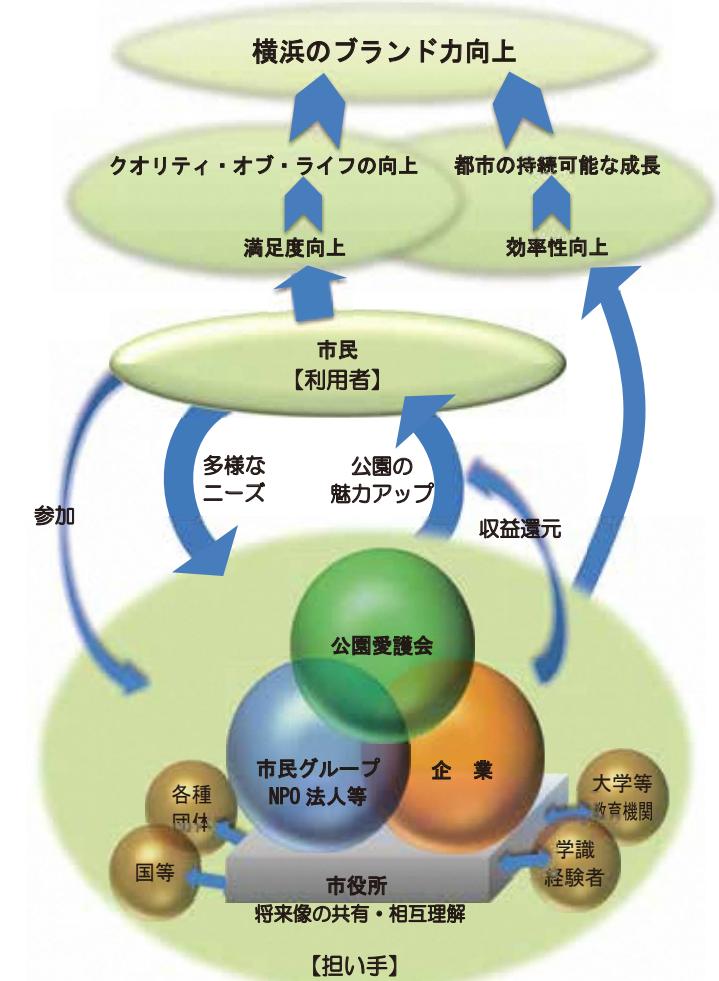 横浜のブランド力向上
クオリティ・オブ・ライフの向上
都市の持続可能な成長
満足度向上
効率性向上
市民
【利用者】
多様な
ニーズ
公園の
魅力アップ
参加
収益還元
公園愛護会
市民グループ
NPO 法人等
企 業
各種
団体
大学等
教育機関
国等
学識
経験者
市役所
将来像の共有・相互理解
【担い手】